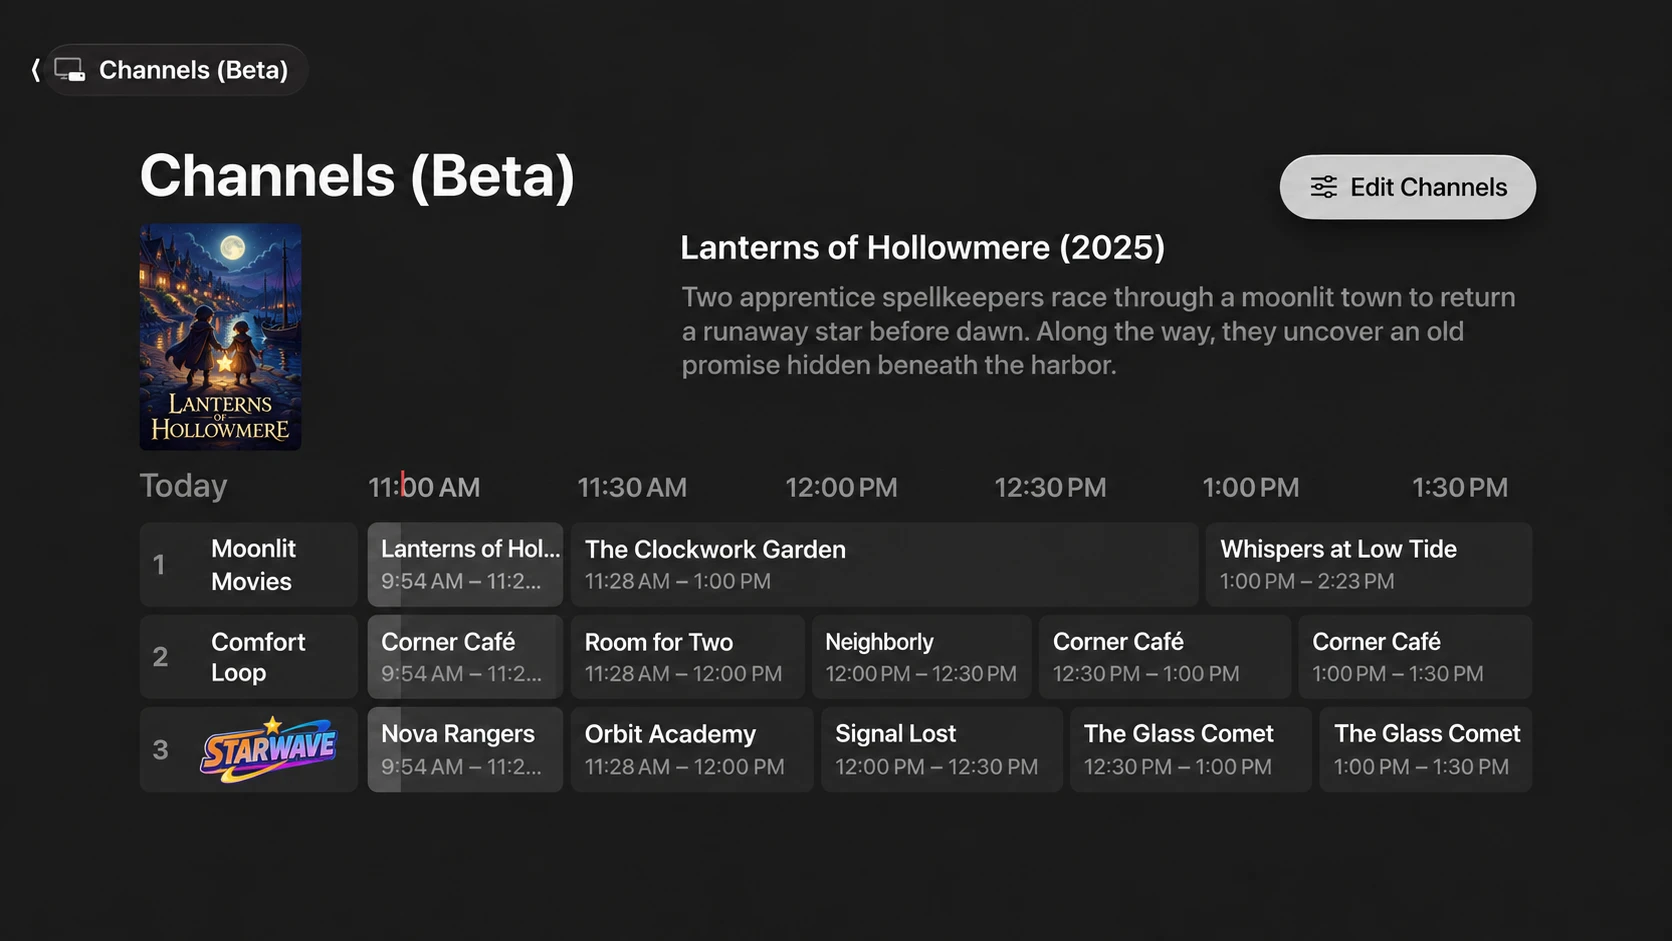 Channels (Beta)
Channels (Beta)
Edit Channels
LANTERNS
OF
HOLLOWMERE
Lanterns of Hollowmere (2025)
Two apprentice spellkeepers race through a moonlit town to return
a runaway star before dawn. Along the way, they uncover an old
promise hidden beneath the harbor.
Today 11:00 AM 11:30 AM 12:00 PM 12:30 PM 1:00 PM 1:30 PM
1
Moonlit
Movies
Lanterns of Hol...
9:54 AM – 11:2...
The Clockwork Garden
11:28 AM – 1:00 PM
Whispers at Low Tide
1:00 PM – 2:23 PM
2
Comfort
Loop
Corner Café
9:54 AM – 11:2...
Room for Two
11:28 AM – 12:00 PM
Neighborly
12:00 PM – 12:30 PM
Corner Café
12:30 PM – 1:00 PM
Corner Café
1:00 PM – 1:30 PM
3
STARWAVE
Nova Rangers
9:54 AM – 11:2...
Orbit Academy
11:28 AM – 12:00 PM
Signal Lost
12:00 PM – 12:30 PM
The Glass Comet
12:30 PM – 1:00 PM
The Glass Comet
1:00 PM – 1:30 PM